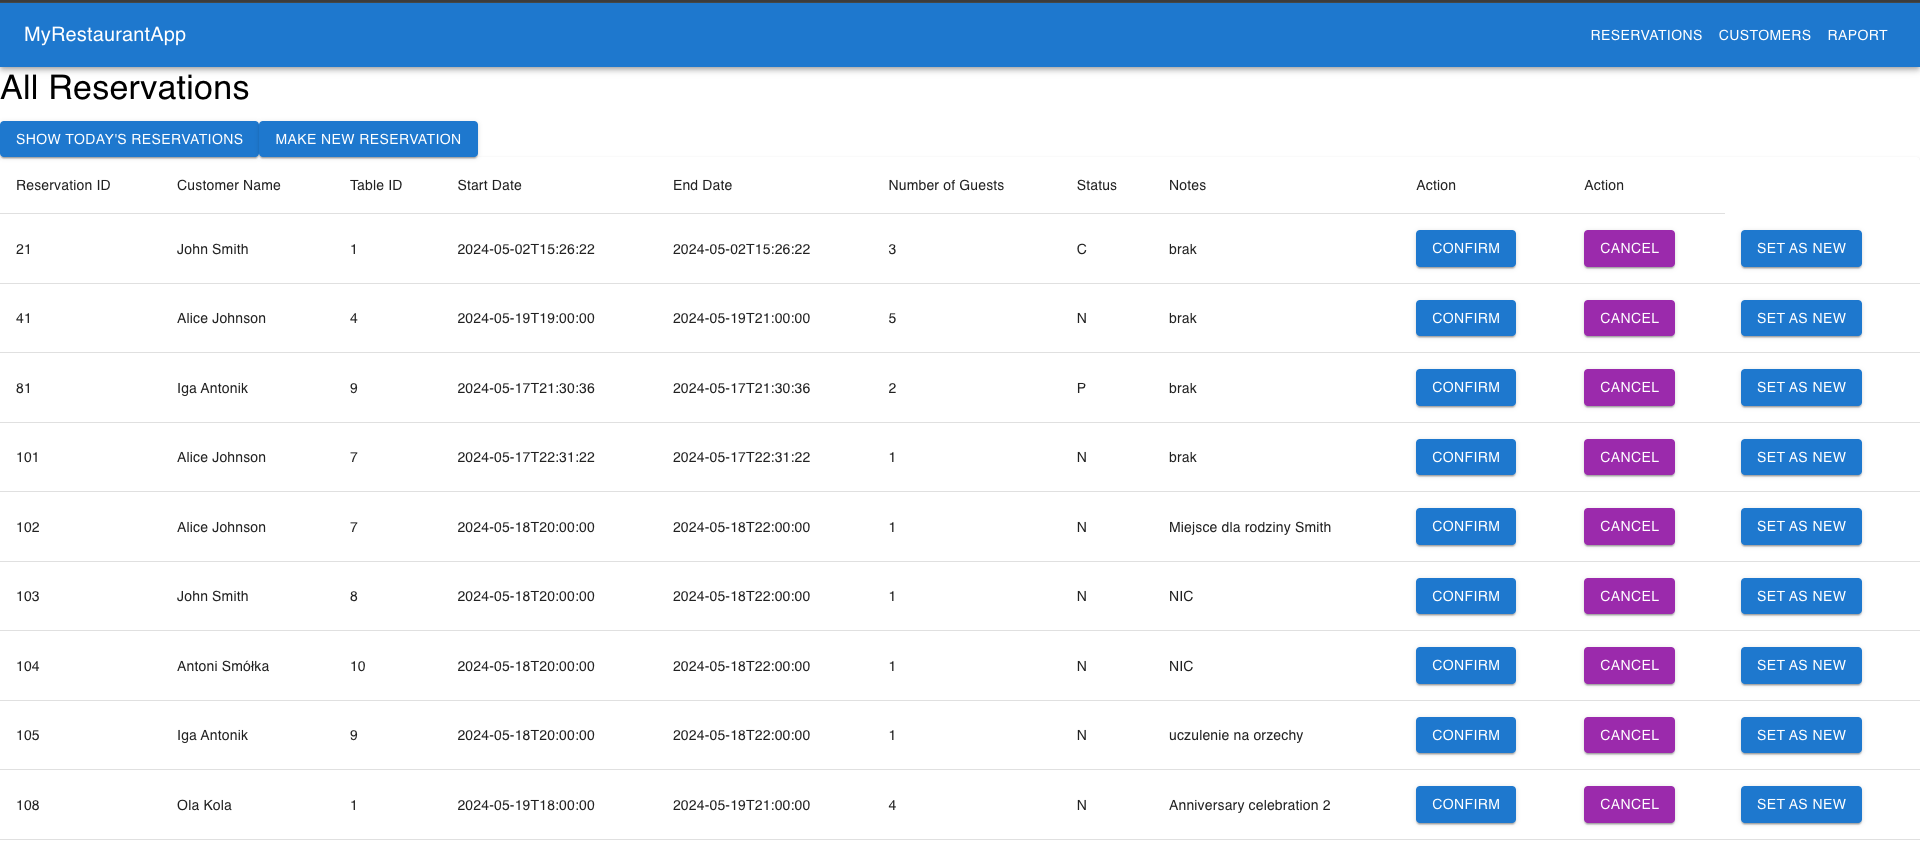 MyRestaurantApp RESERVATIONS CUSTOMERS RAPORT
All Reservations
SHOW TODAY'S RESERVATIONS MAKE NEW RESERVATION
Reservation ID Customer Name Table ID Start Date End Date Number of Guests Status Notes Action Action
21 John Smith 1 2024-05-02T15:26:22 2024-05-02T15:26:22 3 C brak CONFIRM CANCEL SET AS NEW
41 Alice Johnson 4 2024-05-19T19:00:00 2024-05-19T21:00:00 5 N brak CONFIRM CANCEL SET AS NEW
81 Iga Antonik 9 2024-05-17T21:30:36 2024-05-17T21:30:36 2 P brak CONFIRM CANCEL SET AS NEW
101 Alice Johnson 7 2024-05-17T22:31:22 2024-05-17T22:31:22 1 N brak CONFIRM CANCEL SET AS NEW
102 Alice Johnson 7 2024-05-18T20:00:00 2024-05-18T22:00:00 1 N Miejsce dla rodziny Smith CONFIRM CANCEL SET AS NEW
103 John Smith 8 2024-05-18T20:00:00 2024-05-18T22:00:00 1 N NIC CONFIRM CANCEL SET AS NEW
104 Antoni Smółka 10 2024-05-18T20:00:00 2024-05-18T22:00:00 1 N NIC CONFIRM CANCEL SET AS NEW
105 Iga Antonik 9 2024-05-18T20:00:00 2024-05-18T22:00:00 1 N uczulenie na orzechy CONFIRM CANCEL SET AS NEW
108 Ola Kola 1 2024-05-19T18:00:00 2024-05-19T21:00:00 4 N Anniversary celebration 2 CONFIRM CANCEL SET AS NEW